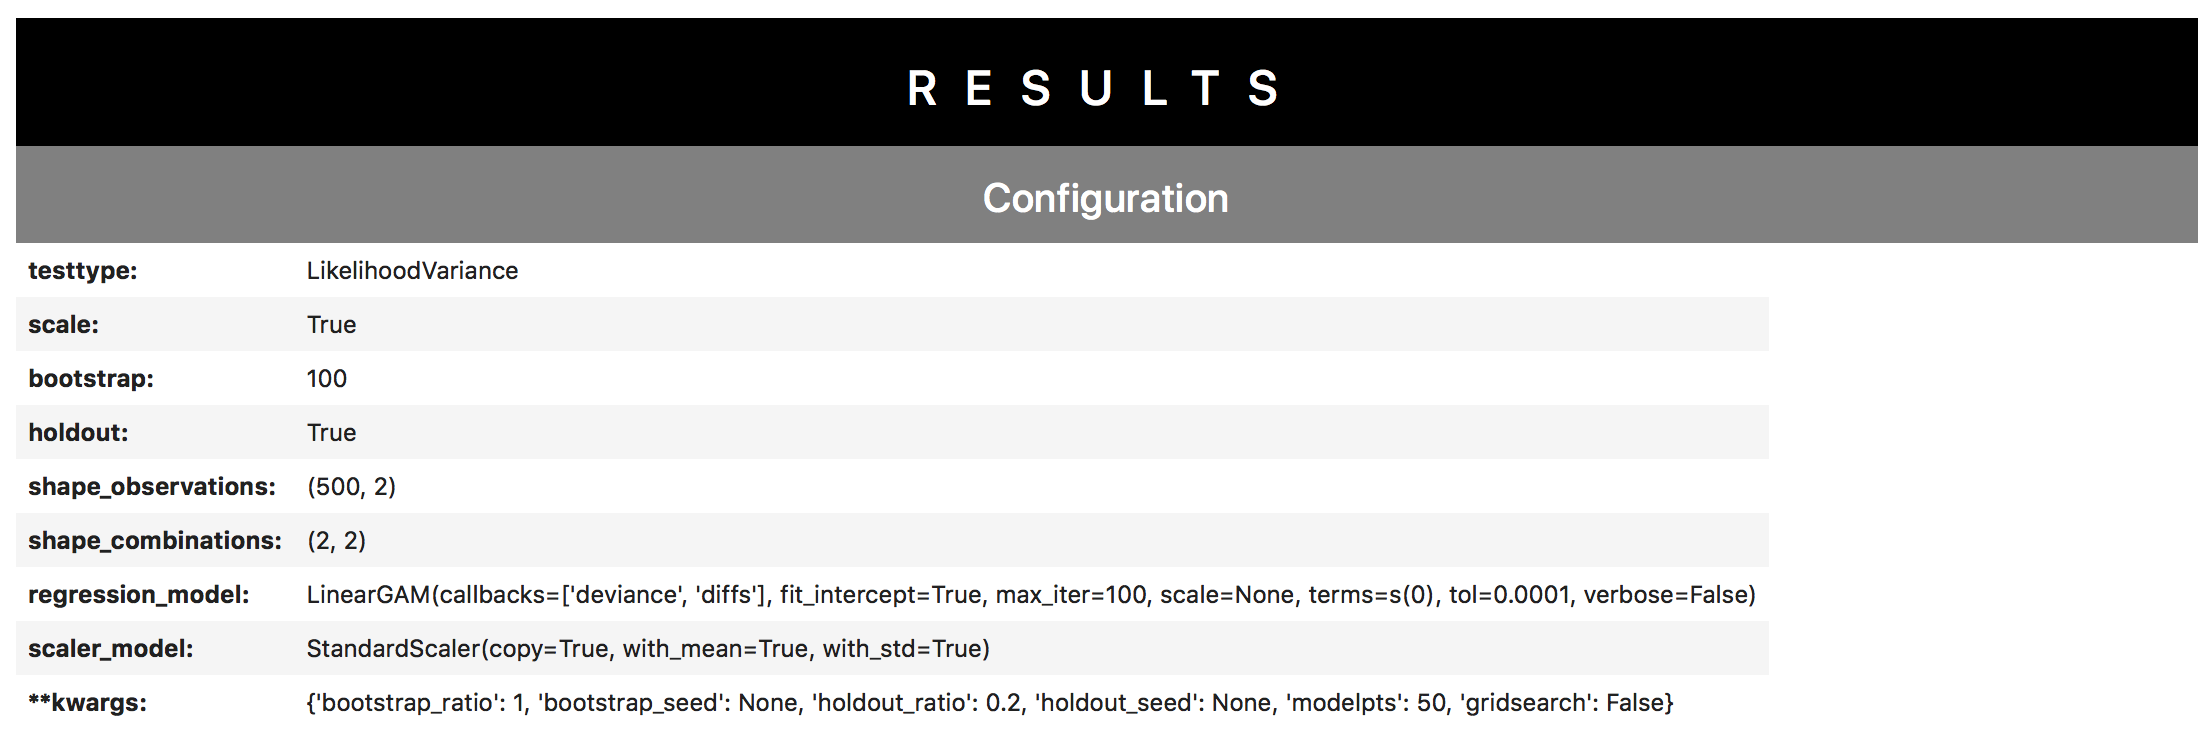 R E S U L T S
Configuration
testtype: LikelihoodVariance
scale: True
bootstrap: 100
holdout: True
shape_observations: (500, 2)
shape_combinations: (2, 2)
regression_model: LinearGAM(callbacks=['deviance', 'diffs'], fit_intercept=True, max_iter=100, scale=None, terms=s(0), tol=0.0001, verbose=False)
scaler_model: StandardScaler(copy=True, with_mean=True, with_std=True)
**kwargs: {'bootstrap_ratio': 1, 'bootstrap_seed': None, 'holdout_ratio': 0.2, 'holdout_seed': None, 'modelpts': 50, 'gridsearch': False}